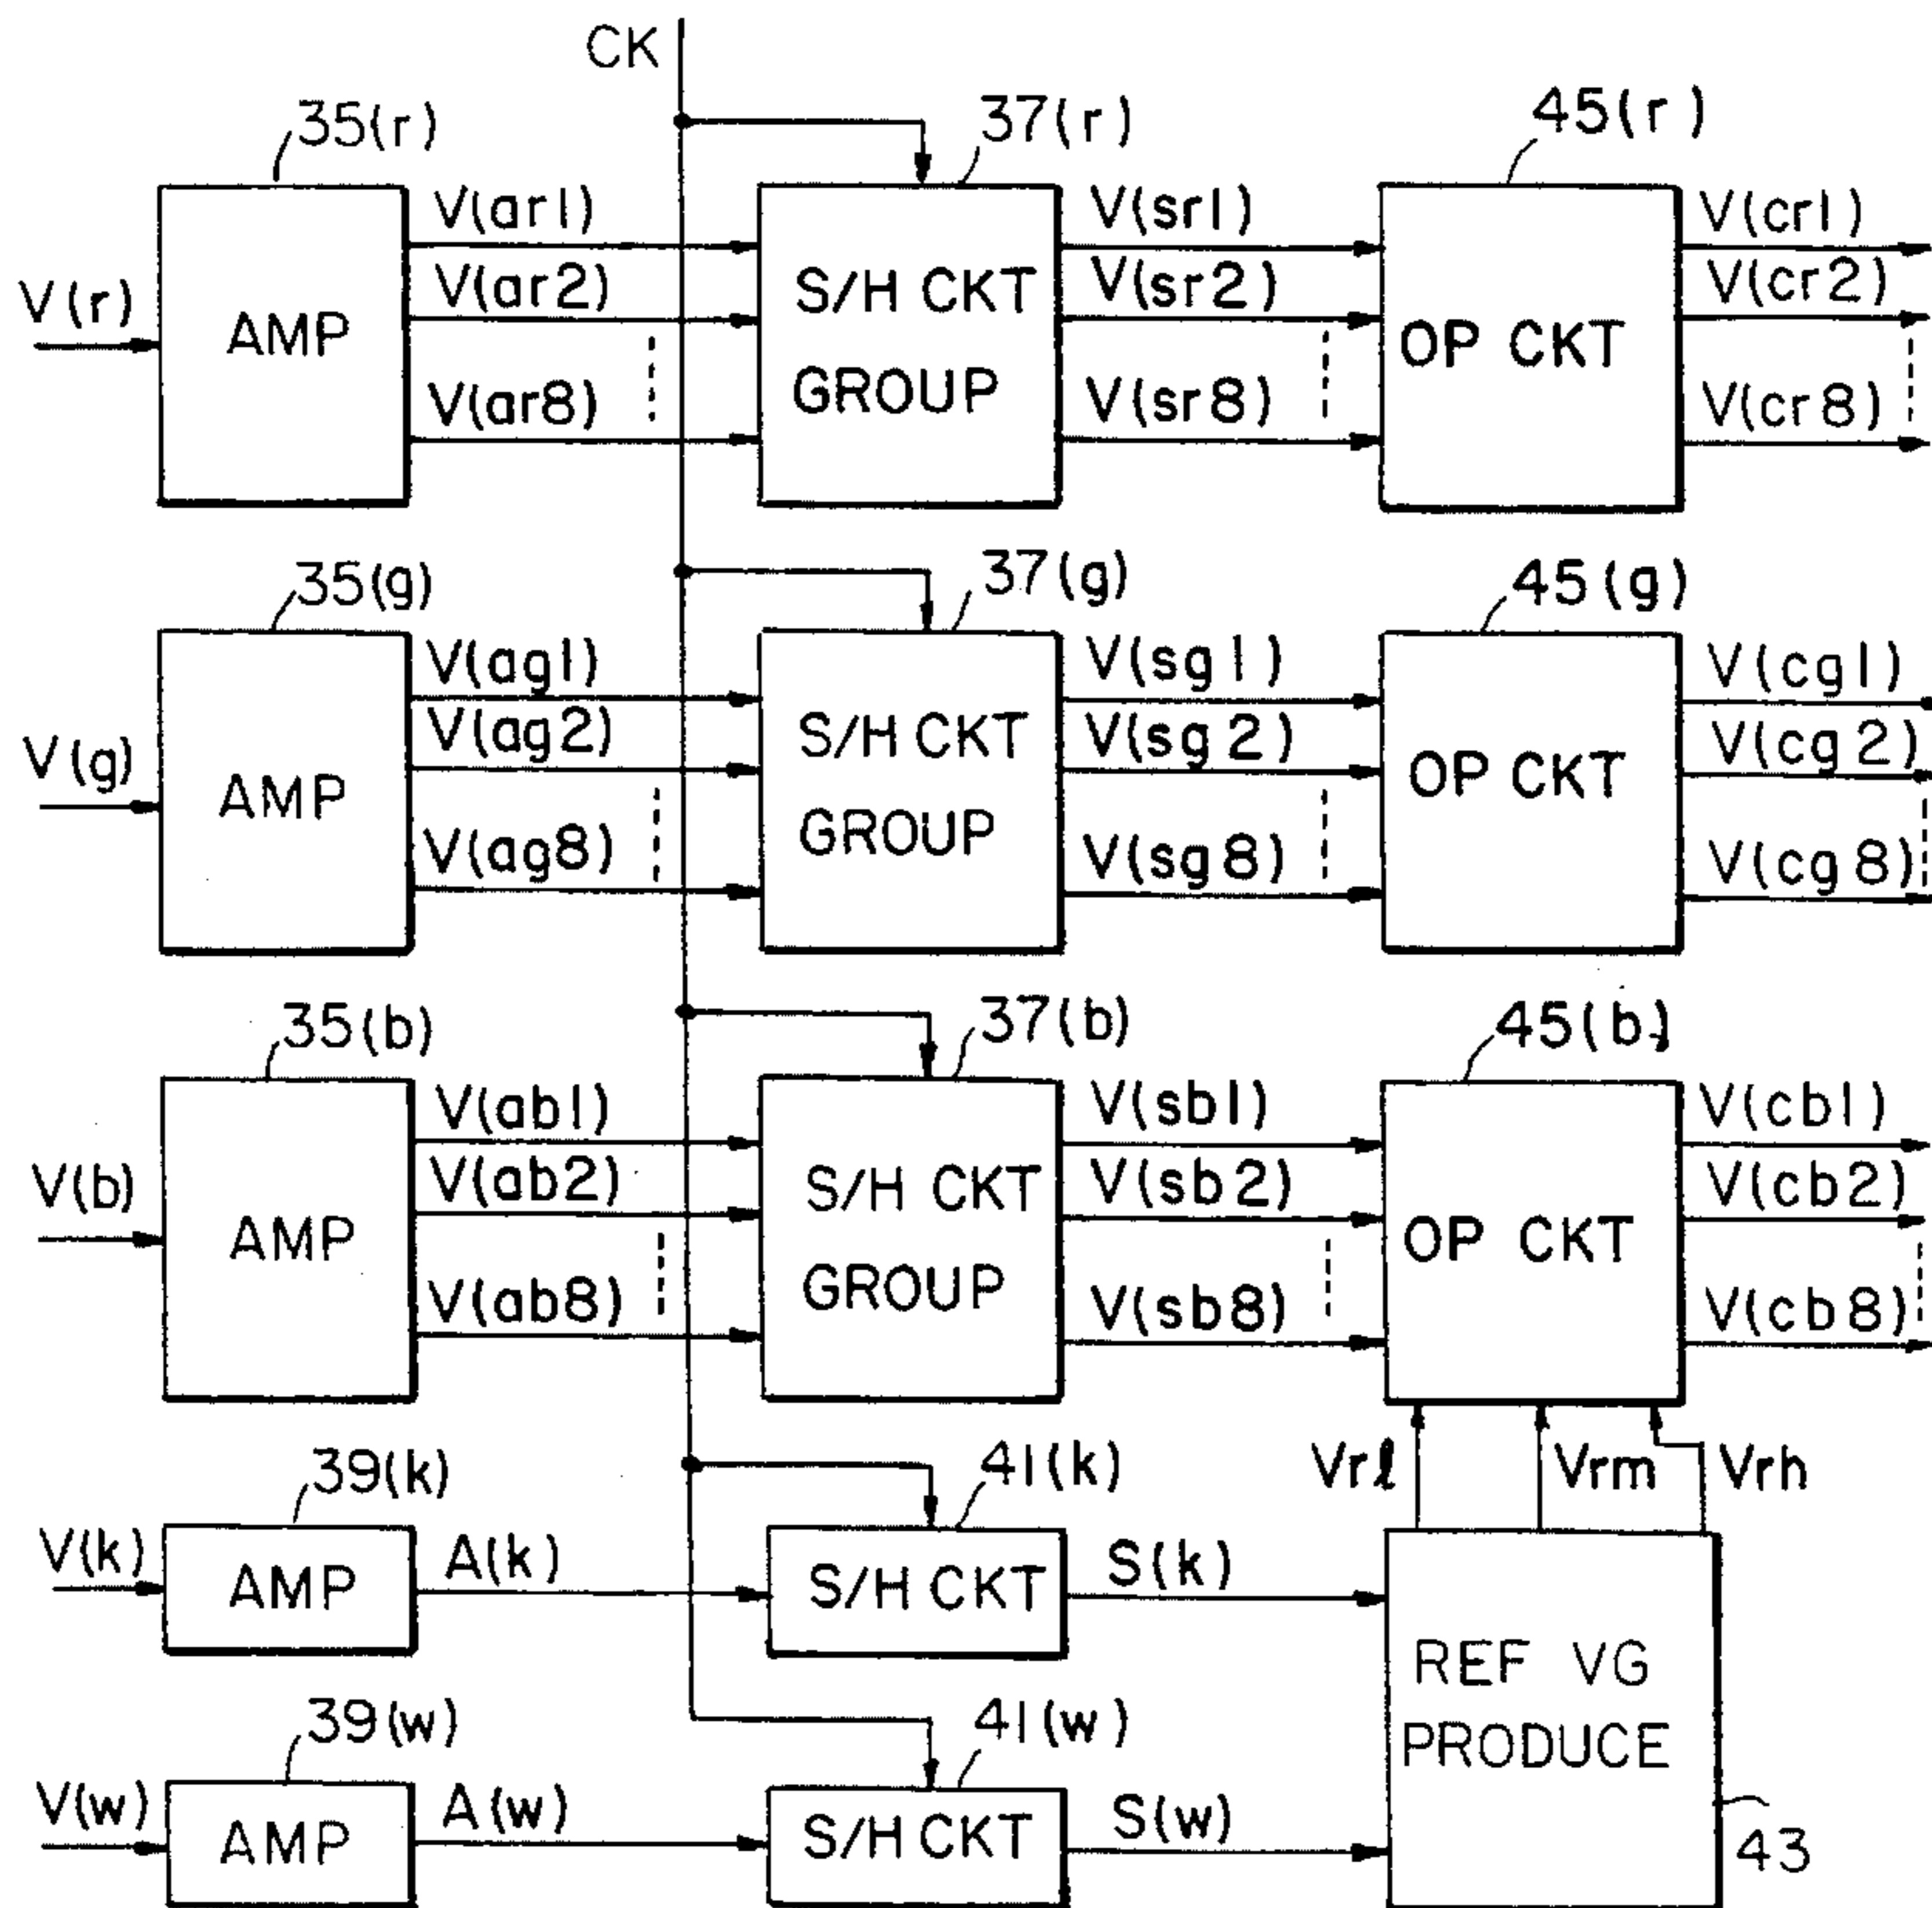 CK
35(r)
37(r)
45(r)
V(r)
AMP
V(ar1)
V(ar2)
V(ar8)
S/H CKT
GROUP
V(sr1)
V(sr2)
V(sr8)
OP CKT
V(cr1)
V(cr2)
V(cr8)
35(g)
37(g)
45(g)
V(g)
AMP
V(ag1)
V(ag2)
V(ag8)
S/H CKT
GROUP
V(sg1)
V(sg2)
V(sg8)
OP CKT
V(cg1)
V(cg2)
V(cg8)
35(b)
37(b)
45(b)
V(b)
AMP
V(ab1)
V(ab2)
V(ab8)
S/H CKT
GROUP
V(sb1)
V(sb2)
V(sb8)
OP CKT
V(cb1)
V(cb2)
V(cb8)
Vrl
Vrm
Vrh
39(k)
41(k)
V(k)
AMP
A(k)
S/H CKT
S(k)
REF VG
PRODUCE
39(w)
41(w)
V(w)
AMP
A(w)
S/H CKT
S(w)
43